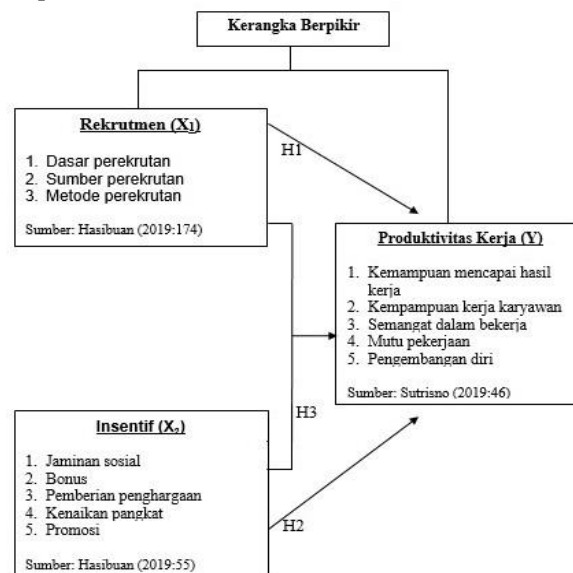 Kerangka Berpikir
Rekrutmen (X1)
1. Dasar perekrutan
2. Sumber perekrutan
3. Metode perekrutan
Sumber: Hasibuan (2019:174)
H1
Produktivitas Kerja (Y)
1. Kemampuan mencapai hasil
kerja
2. Kempampuan kerja karyawan
3. Semangat dalam bekerja
4. Mutu pekerjaan
5. Pengembangan diri
Sumber: Sutrisno (2019:46)
H3
Insentif (X2)
1. Jaminan sosial
2. Bonus
3. Pemberian penghargaan
4. Kenaikan pangkat
5. Promosi
Sumber: Hasibuan (2019:55)
H2